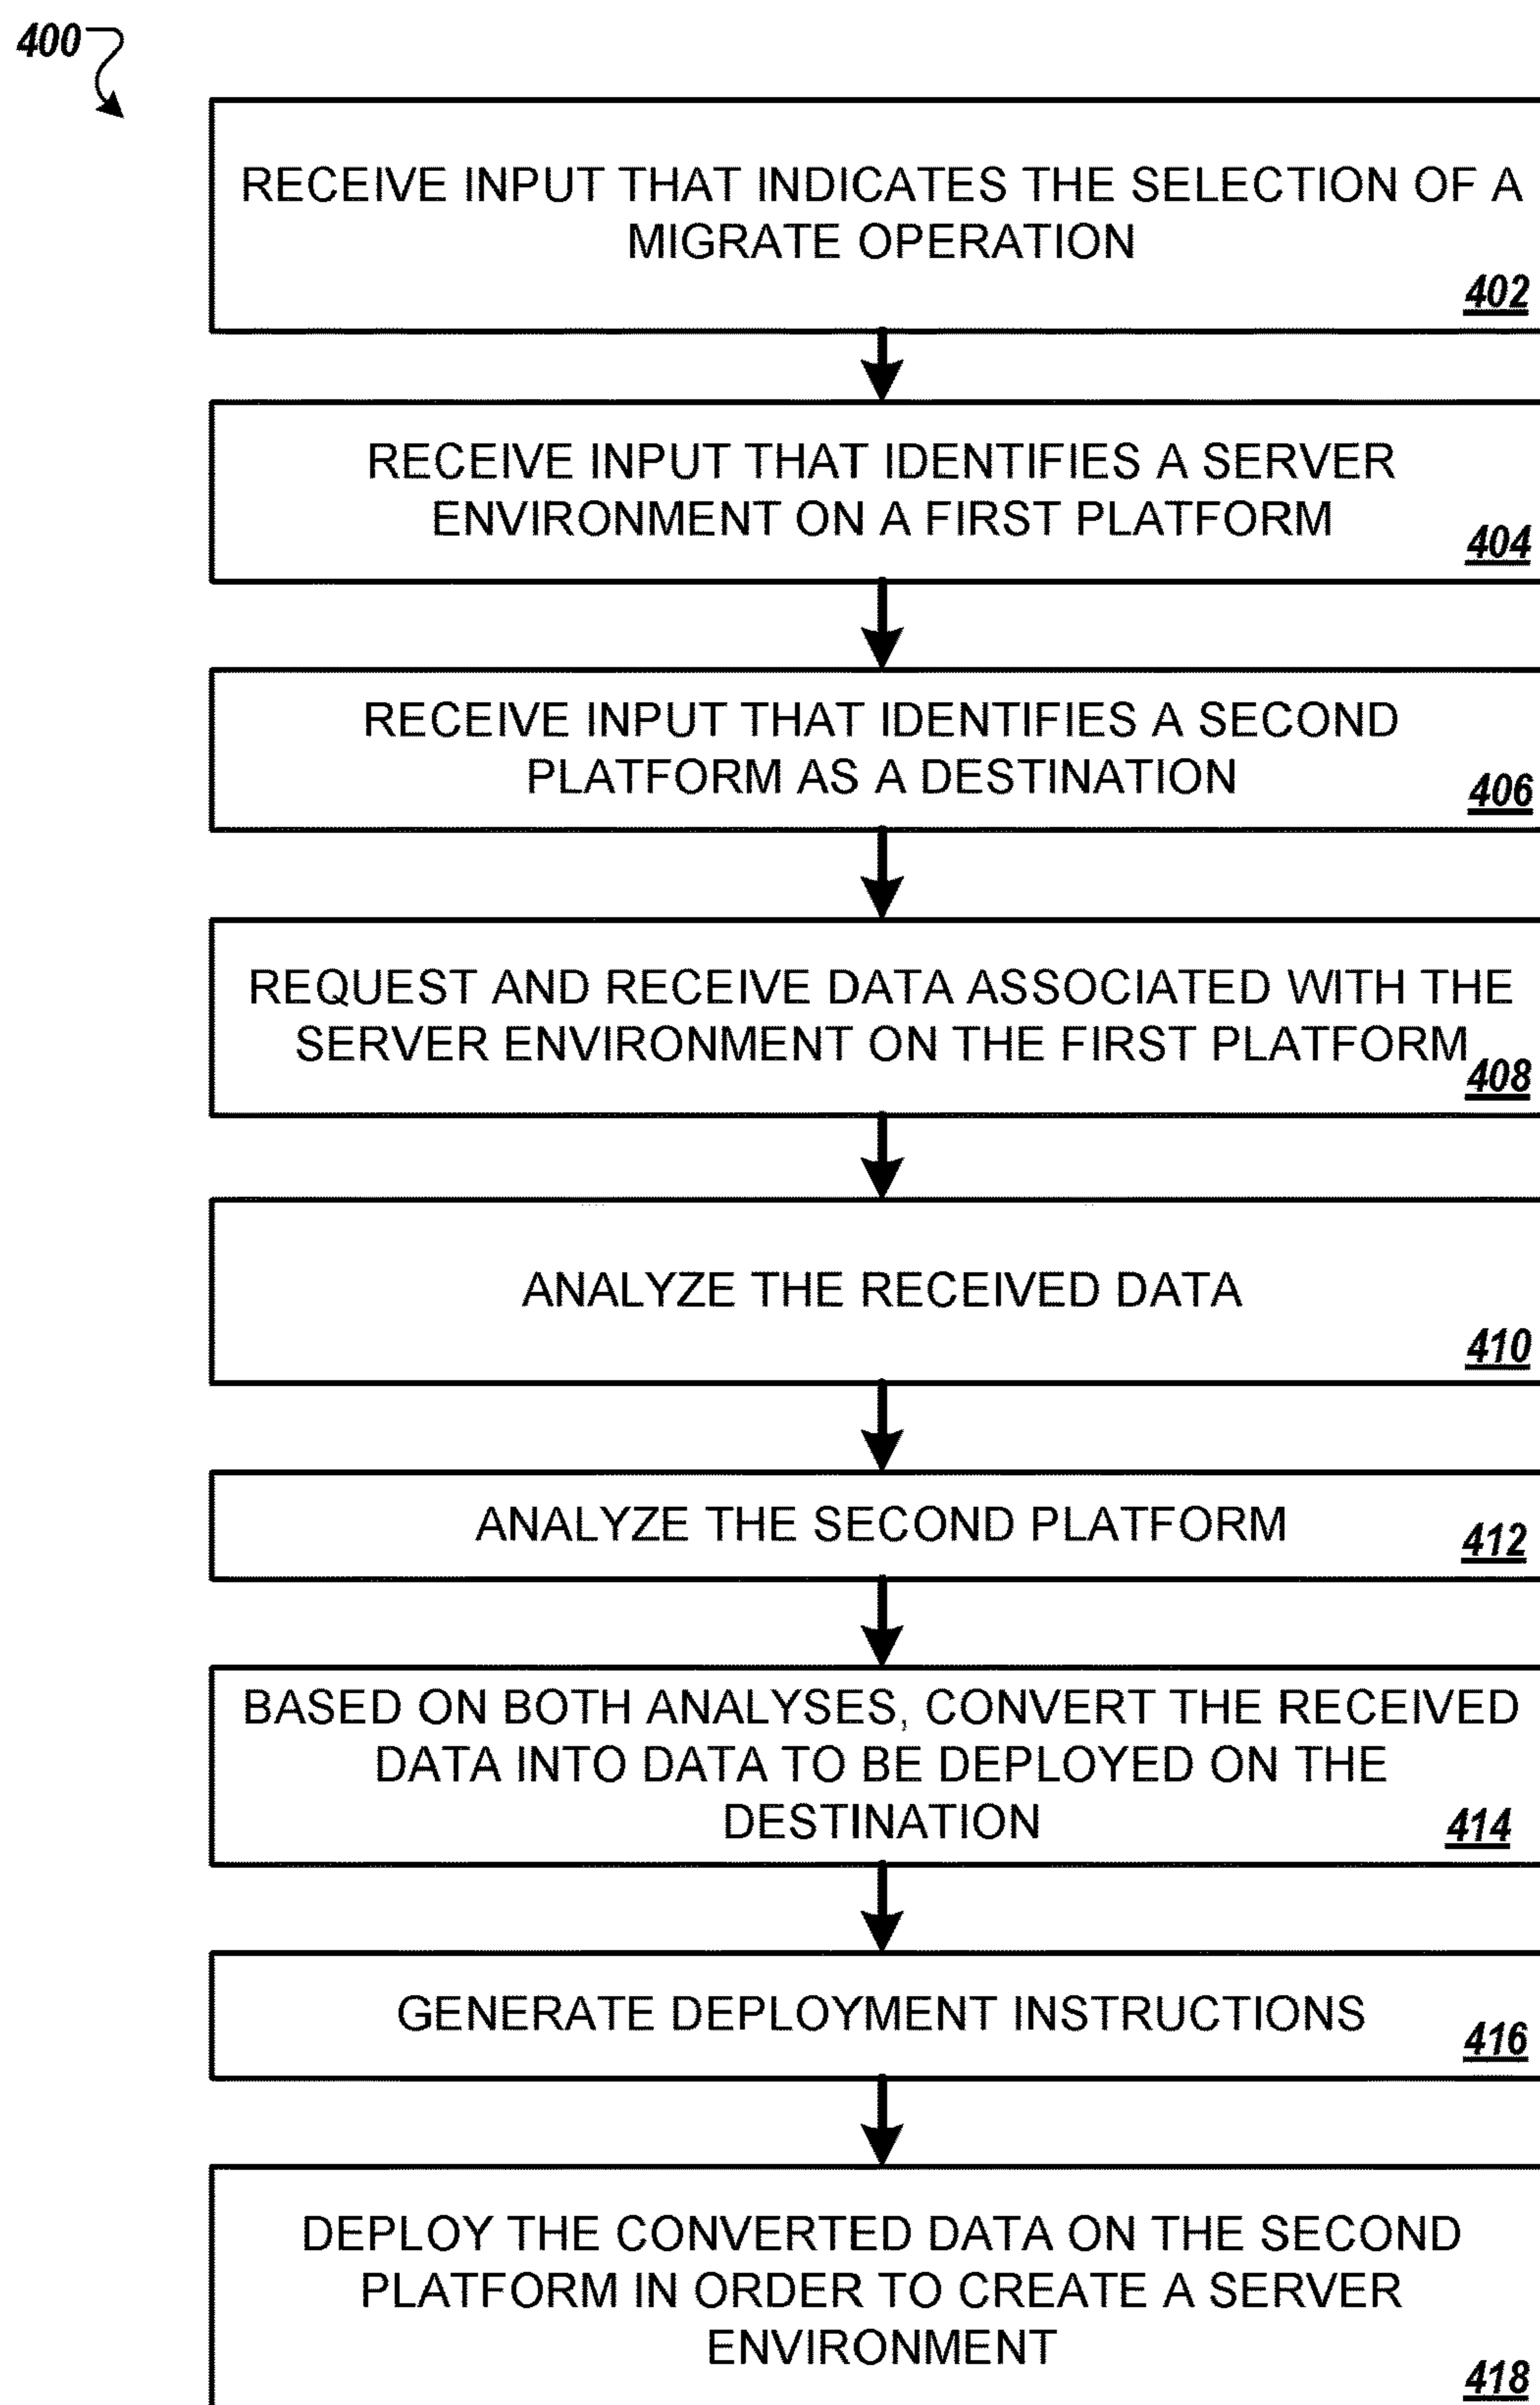 400
RECEIVE INPUT THAT INDICATES THE SELECTION OF A
MIGRATE OPERATION
402
RECEIVE INPUT THAT IDENTIFIES A SERVER
ENVIRONMENT ON A FIRST PLATFORM
404
RECEIVE INPUT THAT IDENTIFIES A SECOND
PLATFORM AS A DESTINATION
406
REQUEST AND RECEIVE DATA ASSOCIATED WITH THE
SERVER ENVIRONMENT ON THE FIRST PLATFORM
408
ANALYZE THE RECEIVED DATA
410
ANALYZE THE SECOND PLATFORM
412
BASED ON BOTH ANALYSES, CONVERT THE RECEIVED
DATA INTO DATA TO BE DEPLOYED ON THE
DESTINATION
414
GENERATE DEPLOYMENT INSTRUCTIONS
416
DEPLOY THE CONVERTED DATA ON THE SECOND
PLATFORM IN ORDER TO CREATE A SERVER
ENVIRONMENT
418